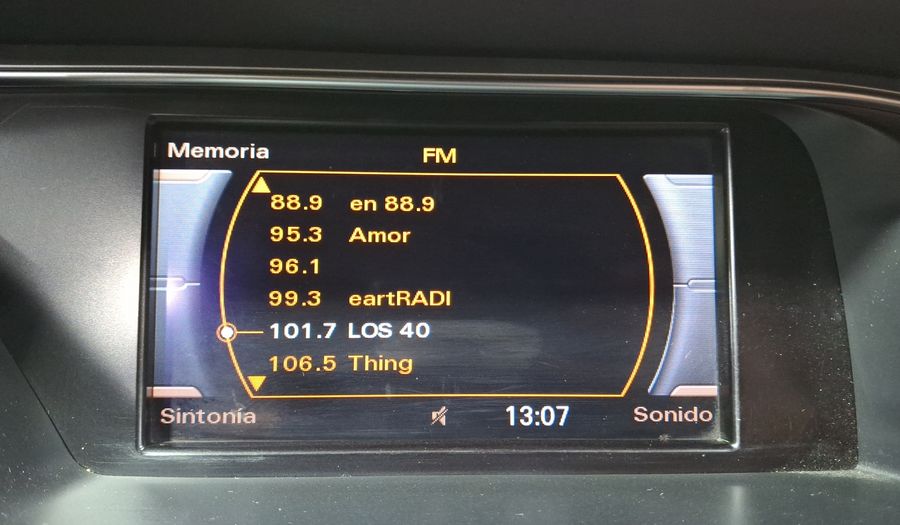 Memoria FM
88.9 en 88.9
95.3 Amor
96.1
99.3 eartRADI
101.7 LOS 40
106.5 Thing
Sintonía 13:07 Sonido